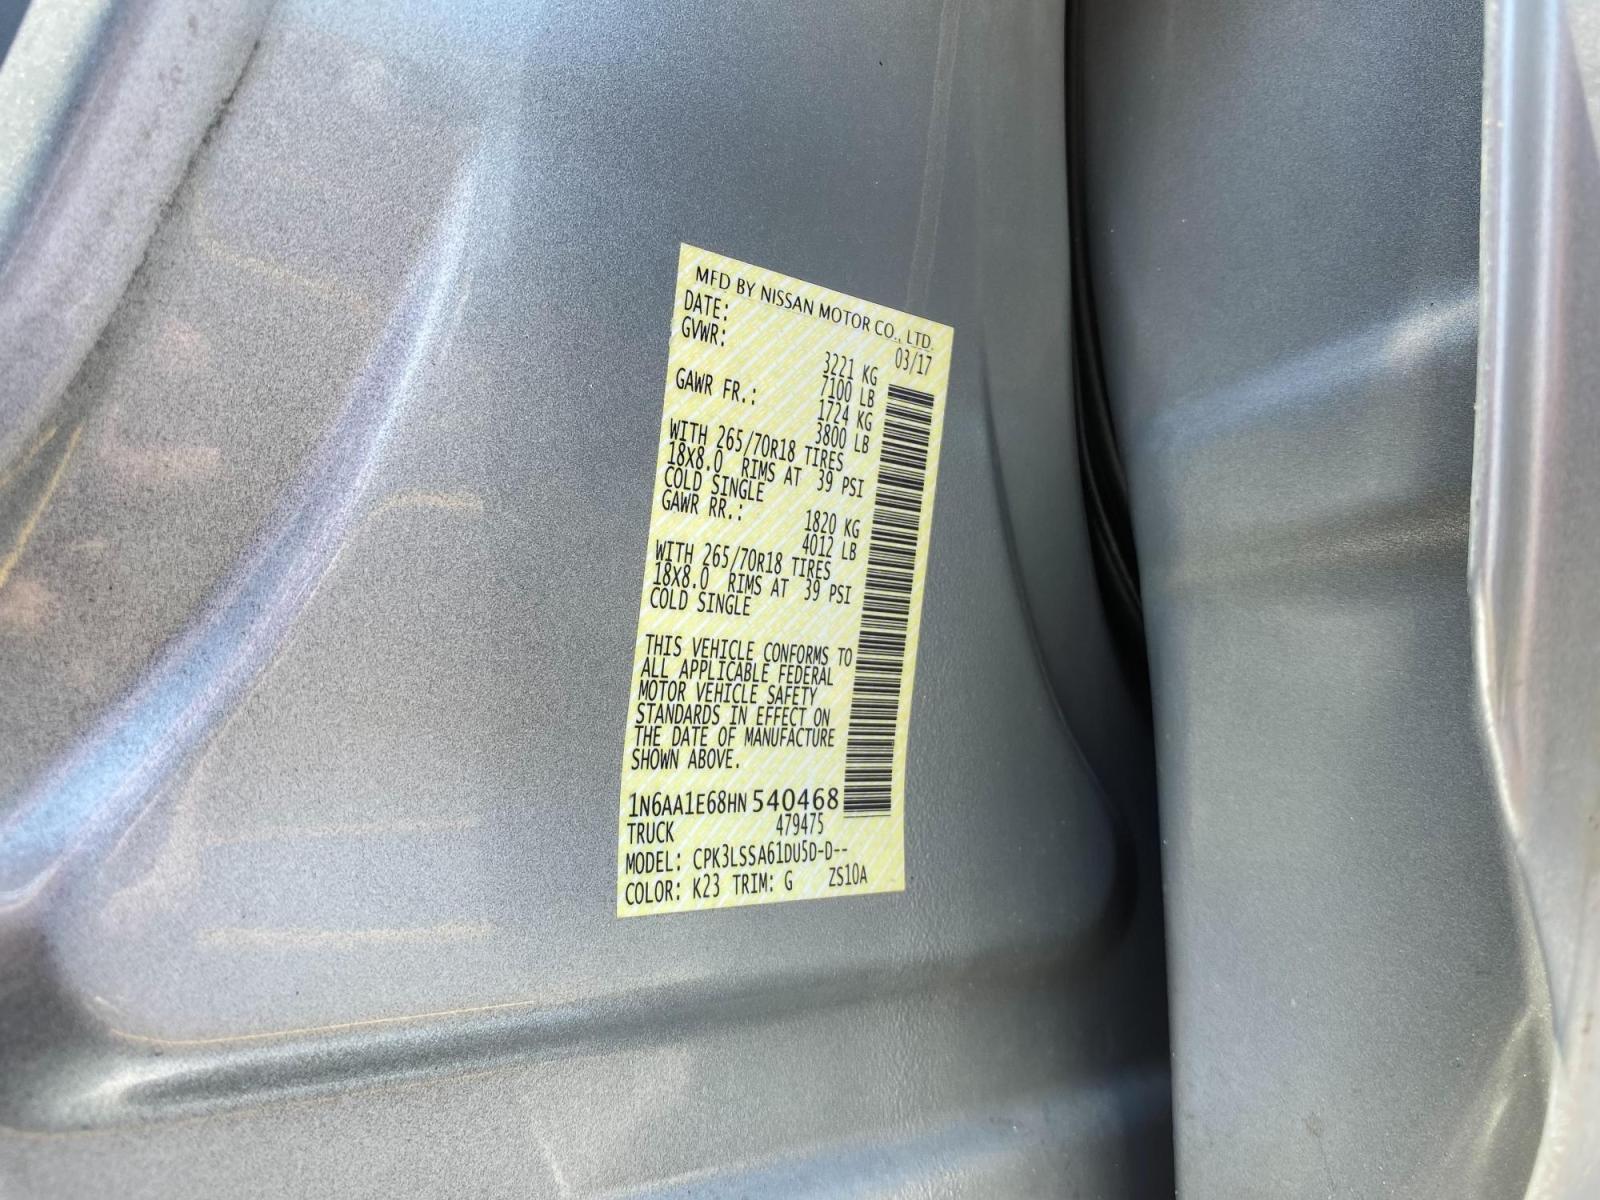 MFD BY NISSAN MOTOR CO., LTD.
DATE: 03/17
GVWR: 3221 KG
7100 LB
GAWR FR.: 1724 KG
3800 LB
WITH 265/70R18 TIRES
18X8.0 RIMS AT 39 PSI
COLD SINGLE
GAWR RR.: 1820 KG
4012 LB
WITH 265/70R18 TIRES
18X8.0 RIMS AT 39 PSI
COLD SINGLE
THIS VEHICLE CONFORMS TO
ALL APPLICABLE FEDERAL
MOTOR VEHICLE SAFETY
STANDARDS IN EFFECT ON
THE DATE OF MANUFACTURE
SHOWN ABOVE.
1N6AA1E68HN540468
TRUCK 479475
MODEL: CPK3LSSA61DU5D-D--
COLOR: K23 TRIM: G ZS10A